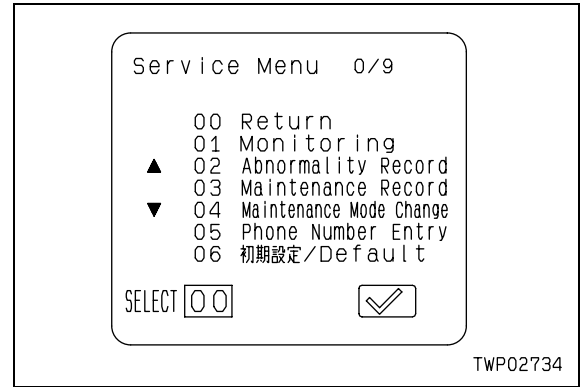 Service Menu 0/9
00 Return
01 Monitoring
▲ 02 Abnormality Record
03 Maintenance Record
▼ 04 Maintenance Mode Change
05 Phone Number Entry
06 初期設定/Default
SELECT 00
TWP02734